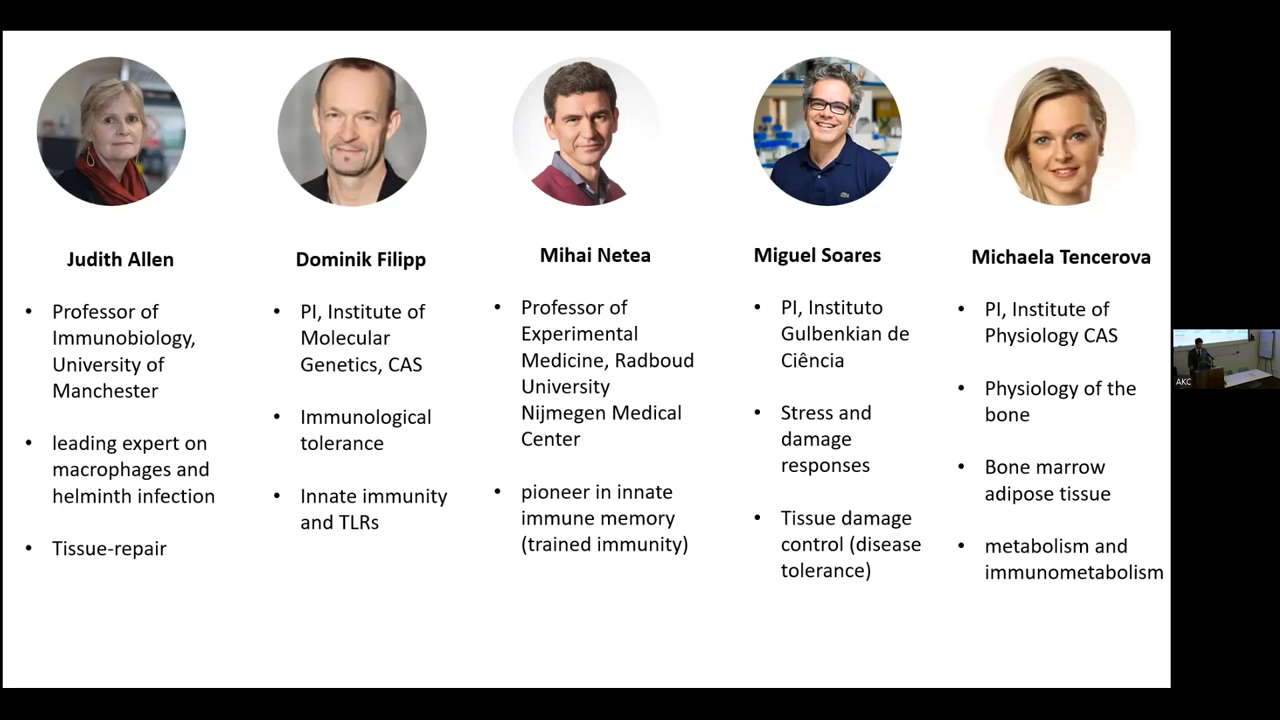 Judith Allen
Professor of
Immunobiology,
University of
Manchester
leading expert on
macrophages and
helminth infection
Tissue-repair
Dominik Filipp
PI, Institute of
Molecular
Genetics, CAS
Immunological
tolerance
Innate immunity
and TLRs
Mihai Netea
Professor of
Experimental
Medicine, Radboud
University
Nijmegen Medical
Center
pioneer in innate
immune memory
(trained immunity)
Miguel Soares
PI, Instituto
Gulbenkian de
Ciência
Stress and
damage
responses
Tissue damage
control (disease
tolerance)
Michaela Tencerova
PI, Institute of
Physiology CAS
Physiology of the
bone
Bone marrow
adipose tissue
metabolism and
immunometabolism
AKC